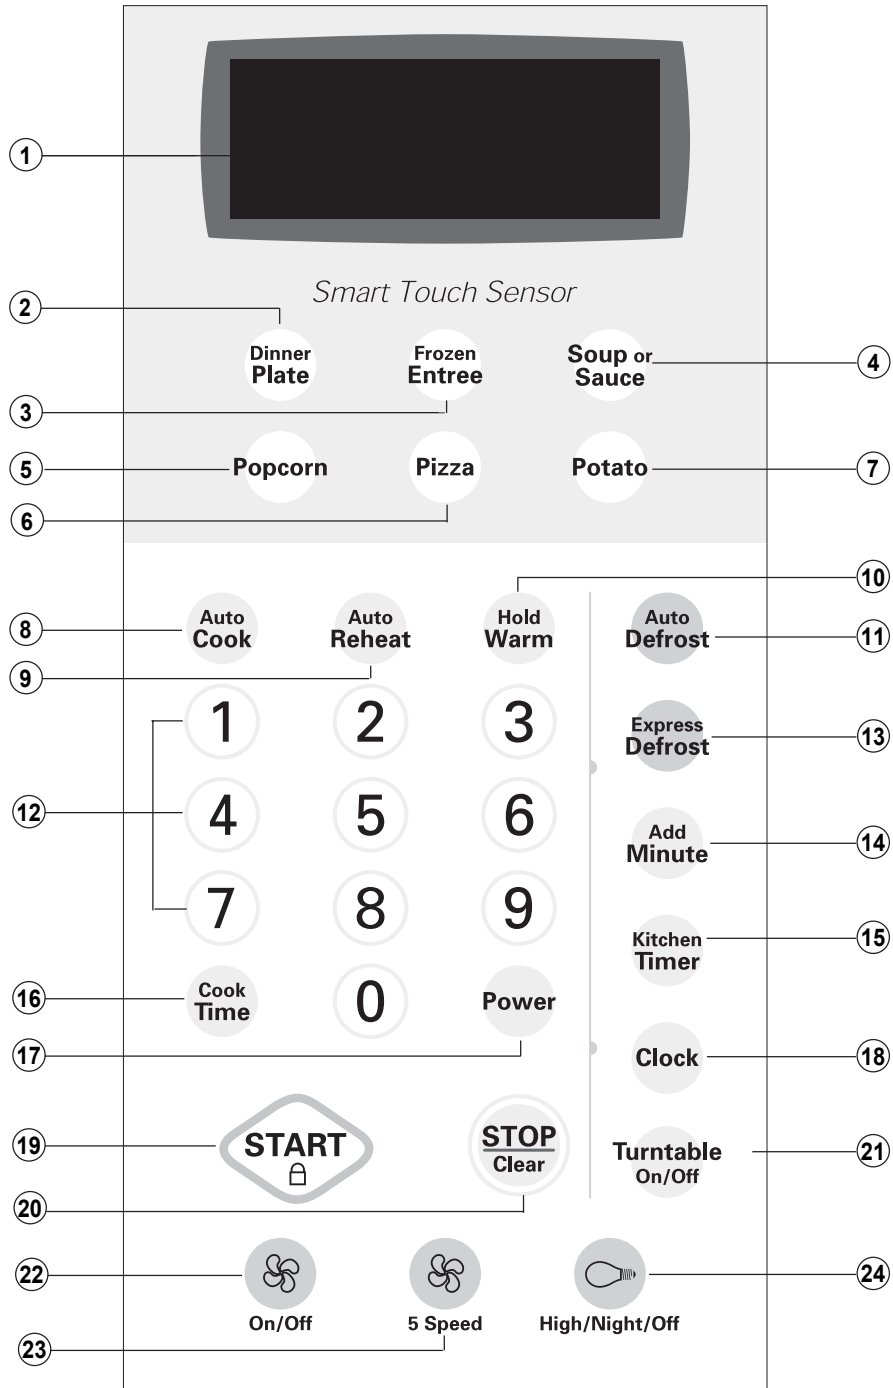 1
Smart Touch Sensor
2
Dinner
Plate
Frozen
Entree
Soup or
Sauce
4
3
5
Popcorn
Pizza
Potato
7
6
10
8
Auto
Cook
Auto
Reheat
Hold
Warm
Auto
Defrost
11
9
1
2
3
Express
Defrost
13
12
4
5
6
Add
Minute
14
7
8
9
Kitchen
Timer
15
16
Cook
Time
0
Power
17
Clock
18
19
START
STOP
Clear
Turntable
On/Off
21
20
22
24
On/Off
5 Speed
High/Night/Off
23